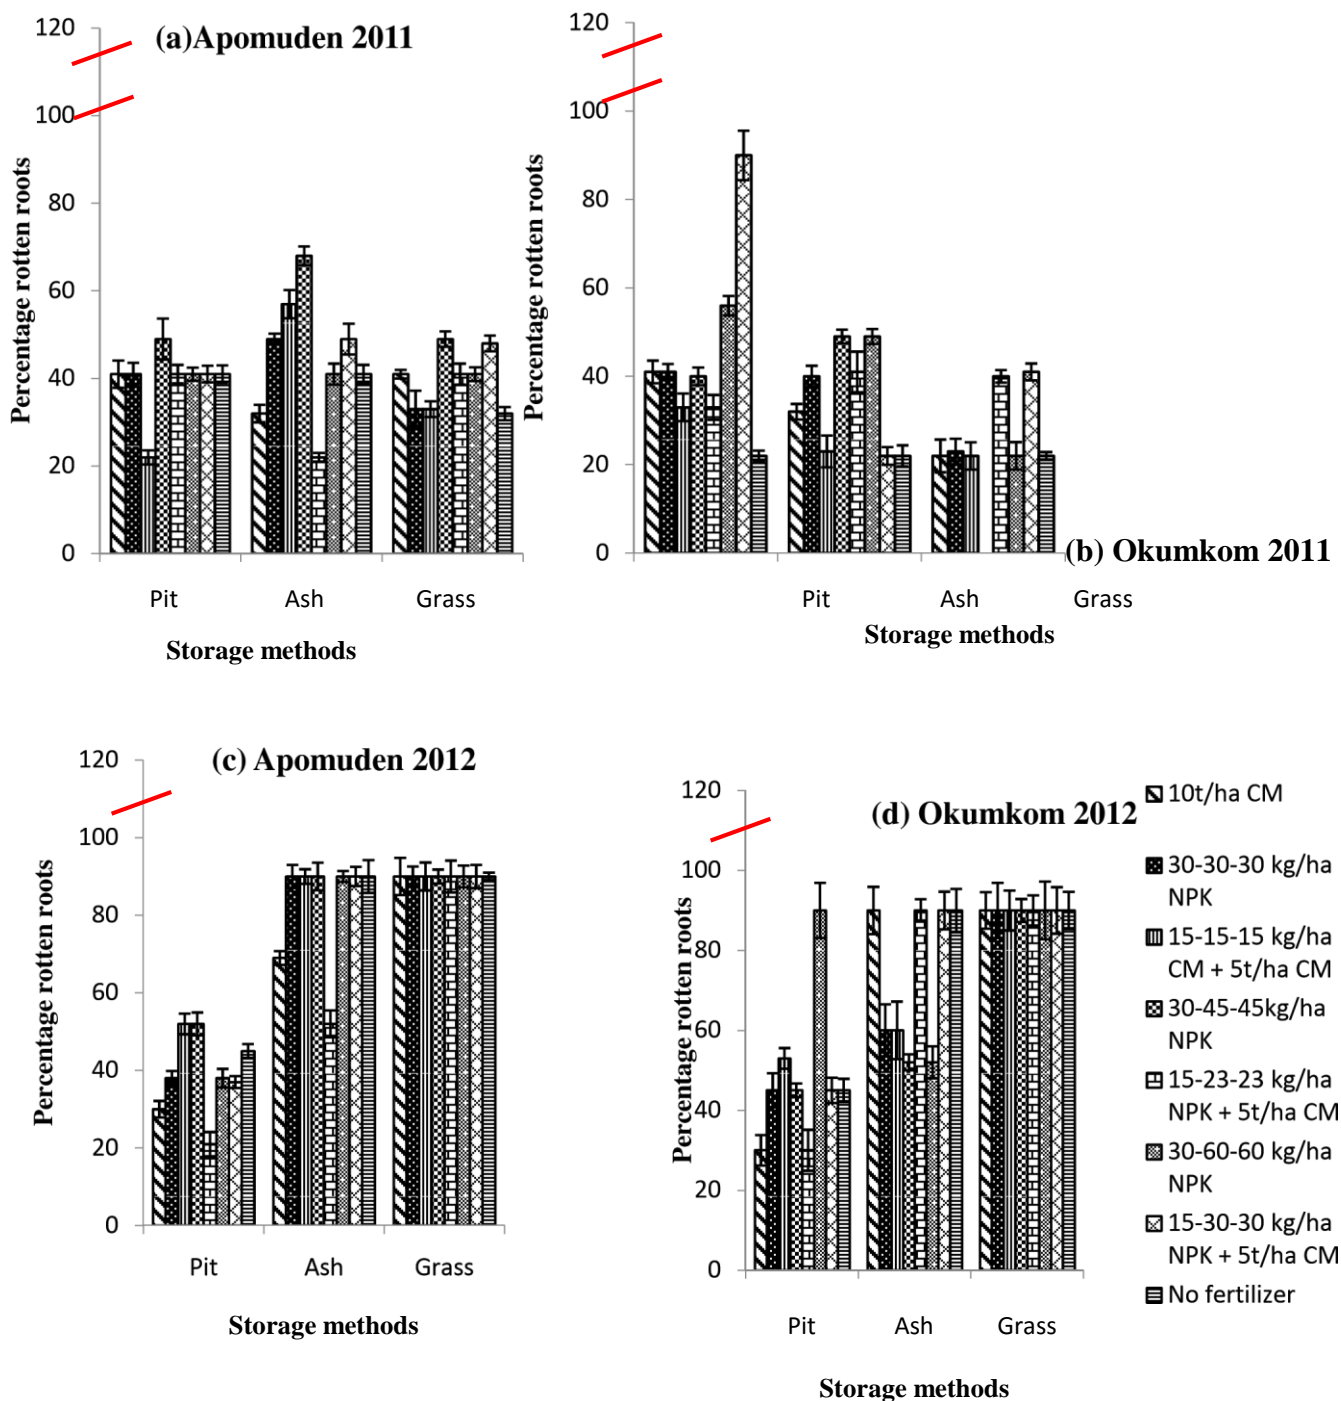 (a)Apomuden 2011
Percentage rotten roots
120
100
80
60
40
20
0
Pit Ash Grass
Storage methods
(b) Okumkom 2011
Percentage rotten roots
120
100
80
60
40
20
0
Pit Ash Grass
Storage methods
(c) Apomuden 2012
Percentage rotten roots
120
100
80
60
40
20
0
Pit Ash Grass
Storage methods
(d) Okumkom 2012
Percentage rotten roots
120
100
80
60
40
20
0
Pit Ash Grass
Storage methods
10t/ha CM
30-30-30 kg/ha
NPK
15-15-15 kg/ha
CM + 5t/ha CM
30-45-45kg/ha
NPK
15-23-23 kg/ha
NPK + 5t/ha CM
30-60-60 kg/ha
NPK
15-30-30 kg/ha
NPK + 5t/ha CM
No fertilizer